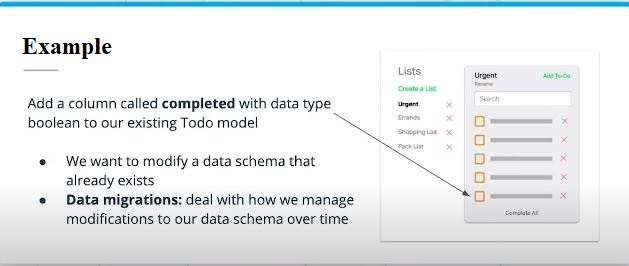 Example
Add a column called completed with data type
boolean to our existing Todo model
● We want to modify a data schema that
already exists
● Data migrations: deal with how we manage
modifications to our data schema over time
Lists
Create a List
Urgent
Errands
Shopping List
Pack List
Urgent
Rename
Add To-Do
Search
Complete All